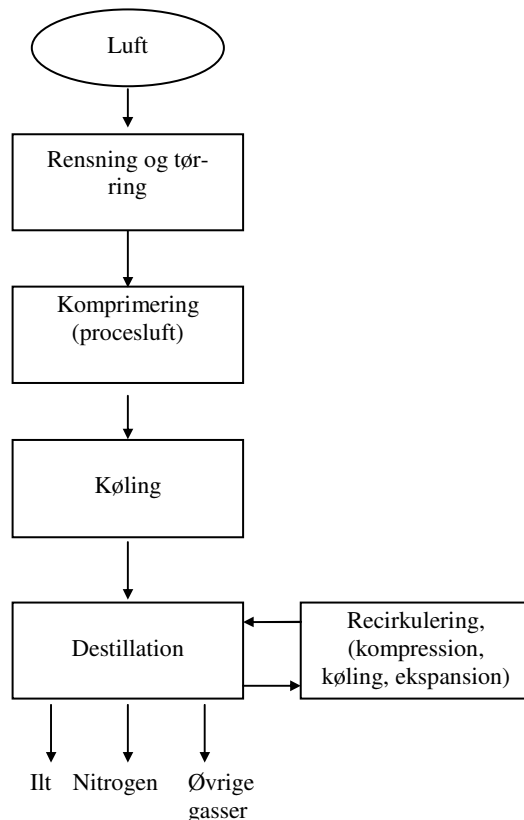 Luft
Rensning og tør-
ring
Komprimering
(procesluft)
Køling
Destillation
Recirkulering,
(kompression,
køling, ekspansion)
Ilt
Nitrogen
Øvrige
gasser